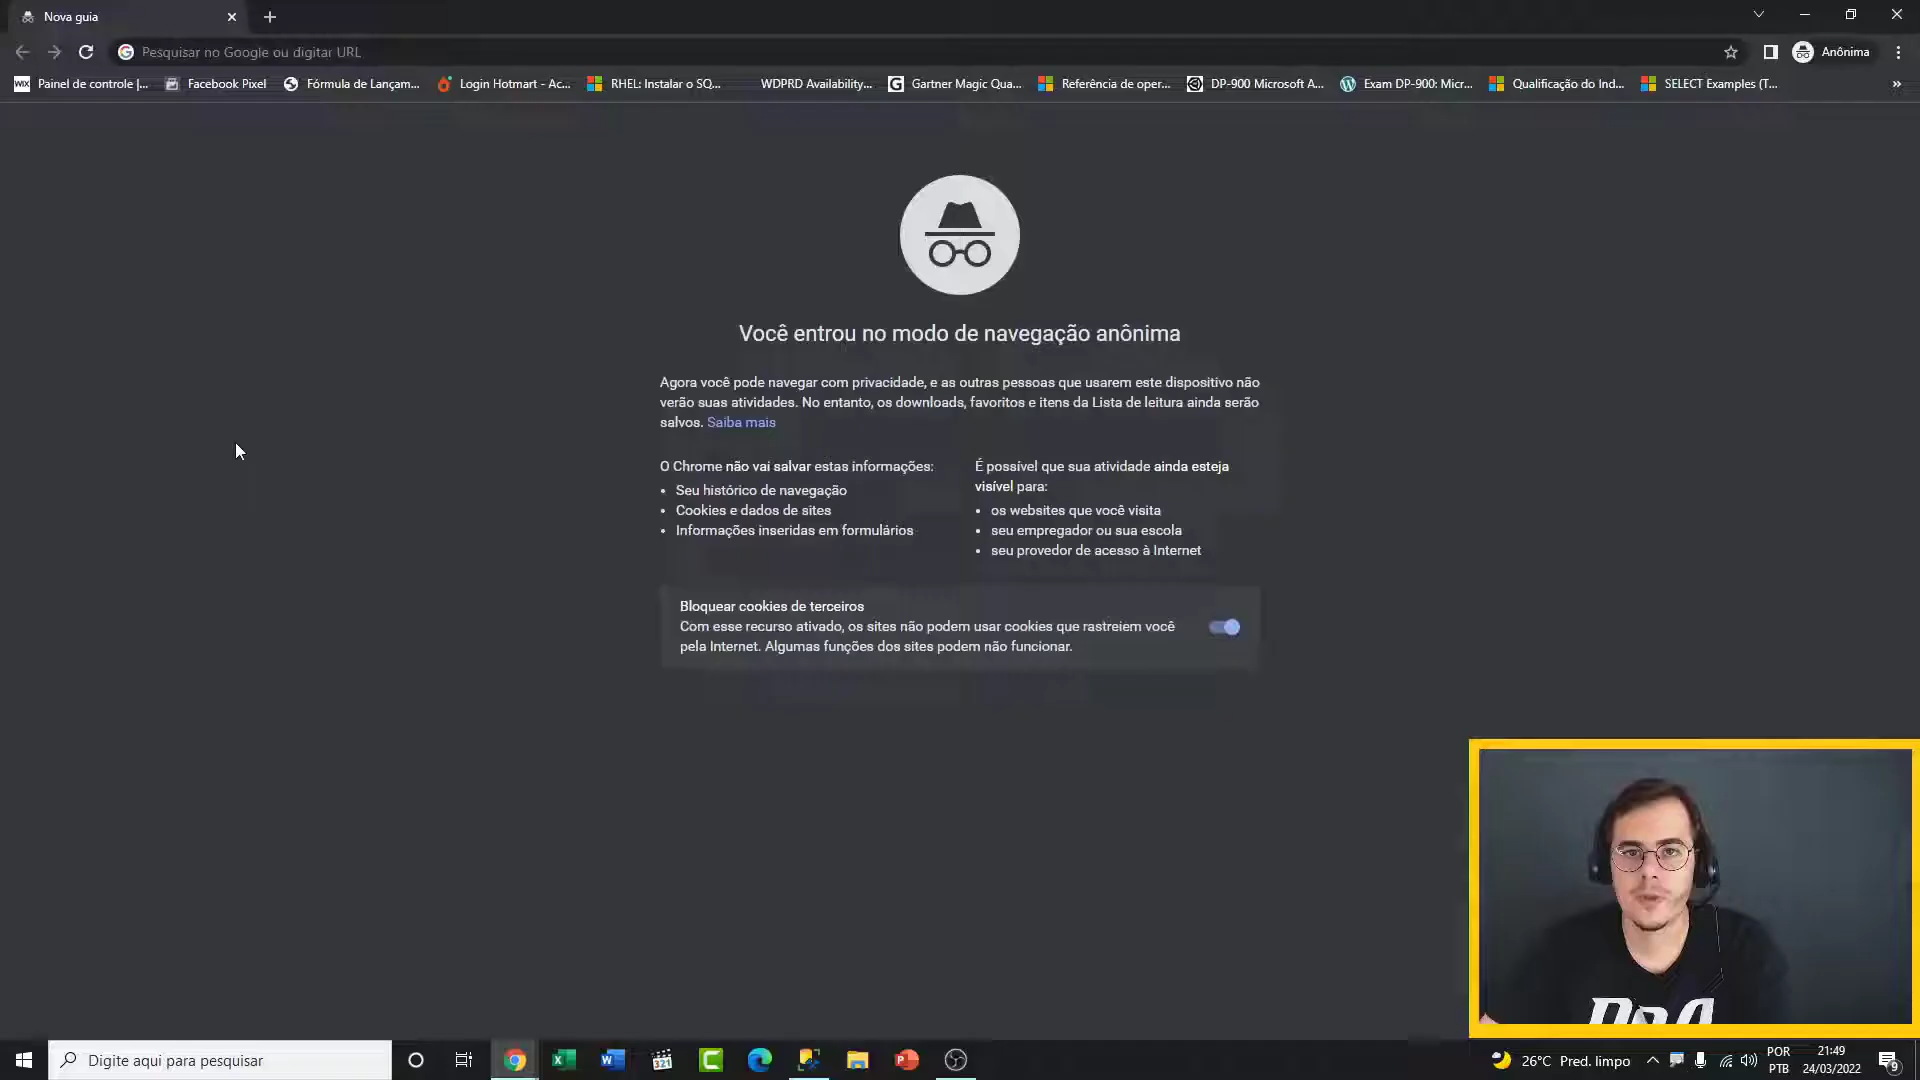 Nova guia
Pesquisar no Google ou digitar URL
Anônima
WIX Painel de controle |... Facebook Pixel Fórmula de Lançam... Login Hotmart - Ac... RHEL: Instalar o SQ... WDPRD Availability... G Gartner Magic Qua... Referência de oper... DP-900 Microsoft A... Exam DP-900: Micr... Qualificação do Ind... SELECT Examples (T...
Você entrou no modo de navegação anônima
Agora você pode navegar com privacidade, e as outras pessoas que usarem este dispositivo não
verão suas atividades. No entanto, os downloads, favoritos e itens da Lista de leitura ainda serão
salvos. Saiba mais
O Chrome não vai salvar estas informações:
Seu histórico de navegação
Cookies e dados de sites
Informações inseridas em formulários
É possível que sua atividade ainda esteja
visível para:
os websites que você visita
seu empregador ou sua escola
seu provedor de acesso à Internet
Bloquear cookies de terceiros
Com esse recurso ativado, os sites não podem usar cookies que rastreiem você
pela Internet. Algumas funções dos sites podem não funcionar.
DBA
Digite aqui para pesquisar
321
26°C Pred. limpo
POR
PTB
21:49
24/03/2022
9